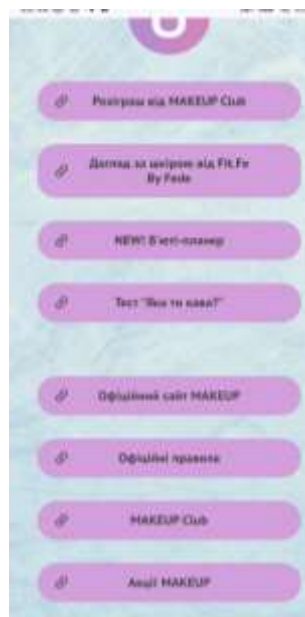 Розіграш від MAKEUP Club
Догляд за шкірою від Fit.Fe
By Fede
NEW! Б'юті-планер
Тест "Яка ти кава?"
Офіційний сайт MAKEUP
Офіційні правила
MAKEUP Club
Акції MAKEUP